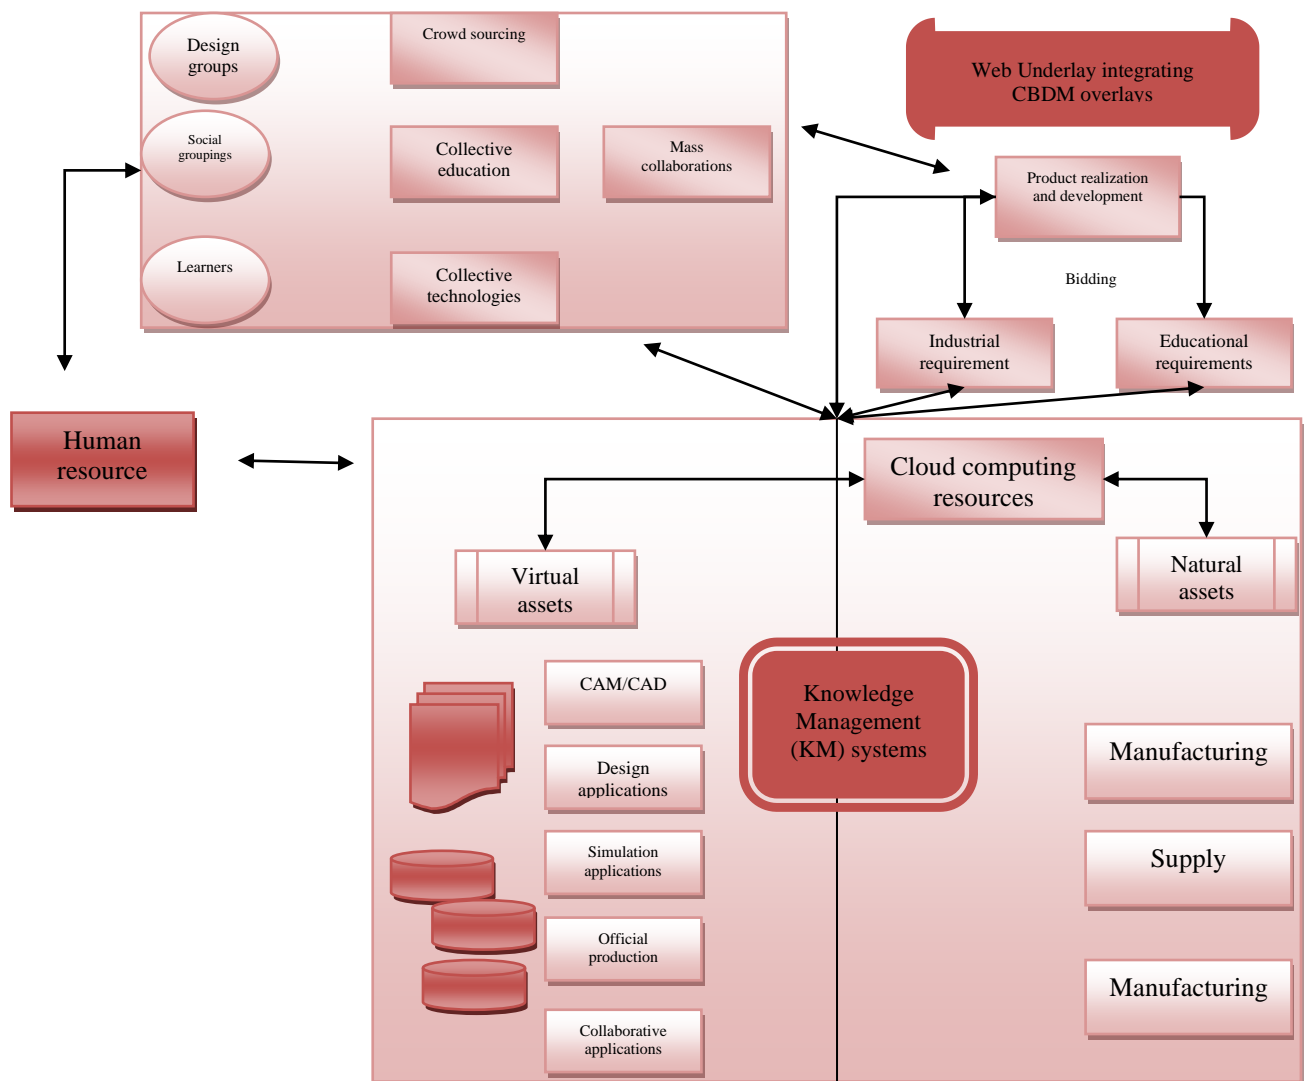 Design
groups
Crowd sourcing
Web Underlay integrating
CBDM overlays
Social
groupings
Collective
education
Mass
collaborations
Product realization
and development
Learners
Collective
technologies
Bidding
Industrial
requirement
Educational
requirements
Human
resource
Cloud computing
resources
Virtual
assets
Natural
assets
CAM/CAD
Knowledge
Management
(KM) systems
Design
applications
Simulation
applications
Official
production
Collaborative
applications
Manufacturing
Supply
Manufacturing